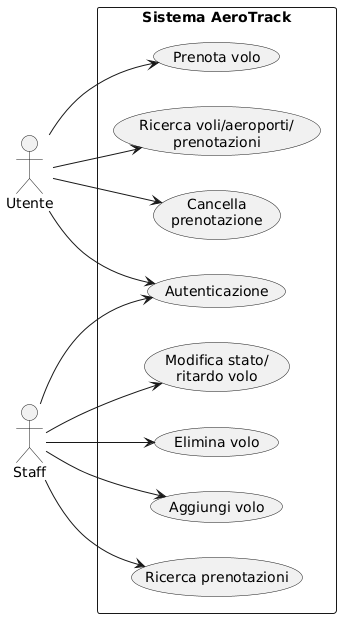 Sistema AeroTrack
Prenota volo
Ricerca voli/aeroporti/
prenotazioni
Utente
Cancella
prenotazione
Autenticazione
Modifica stato/
ritardo volo
Staff
Elimina volo
Aggiungi volo
Ricerca prenotazioni